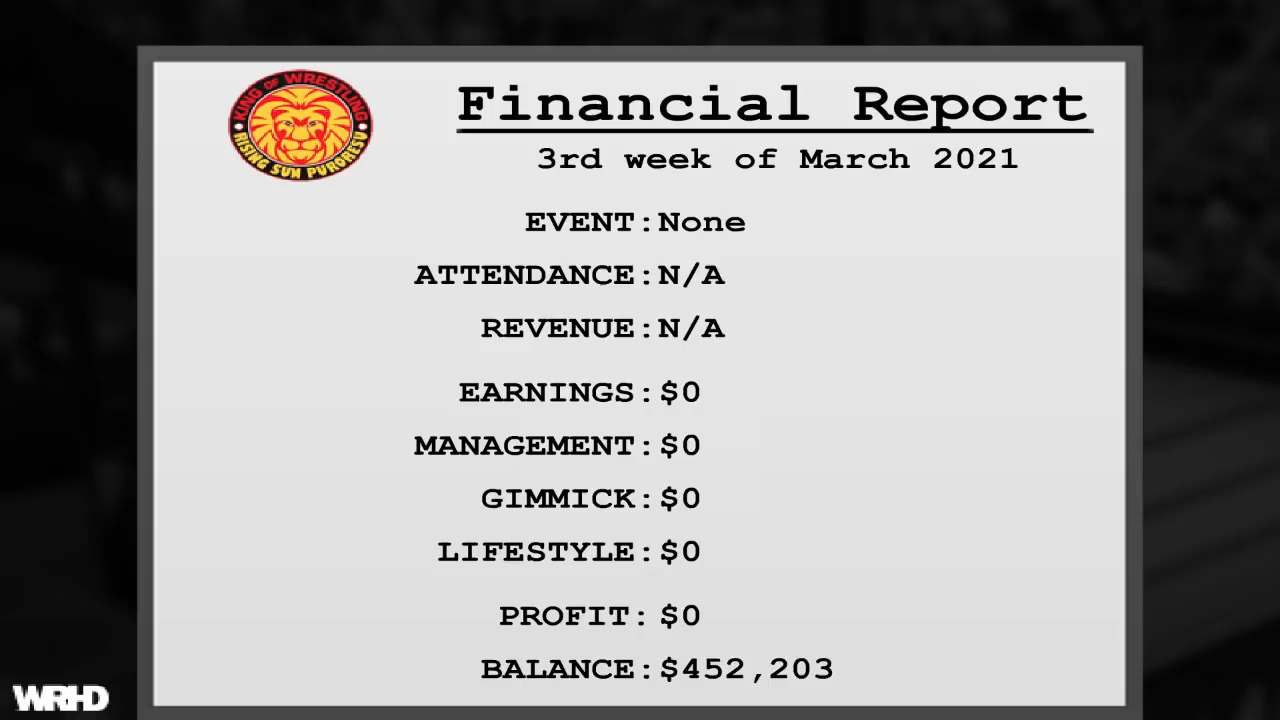 KING OF WRESTLING
RISING SUN PURORESU
Financial Report
3rd week of March 2021
EVENT:None
ATTENDANCE:N/A
REVENUE:N/A
EARNINGS:$0
MANAGEMENT:$0
GIMMICK:$0
LIFESTYLE:$0
PROFIT:$0
BALANCE:$452,203
WRHD